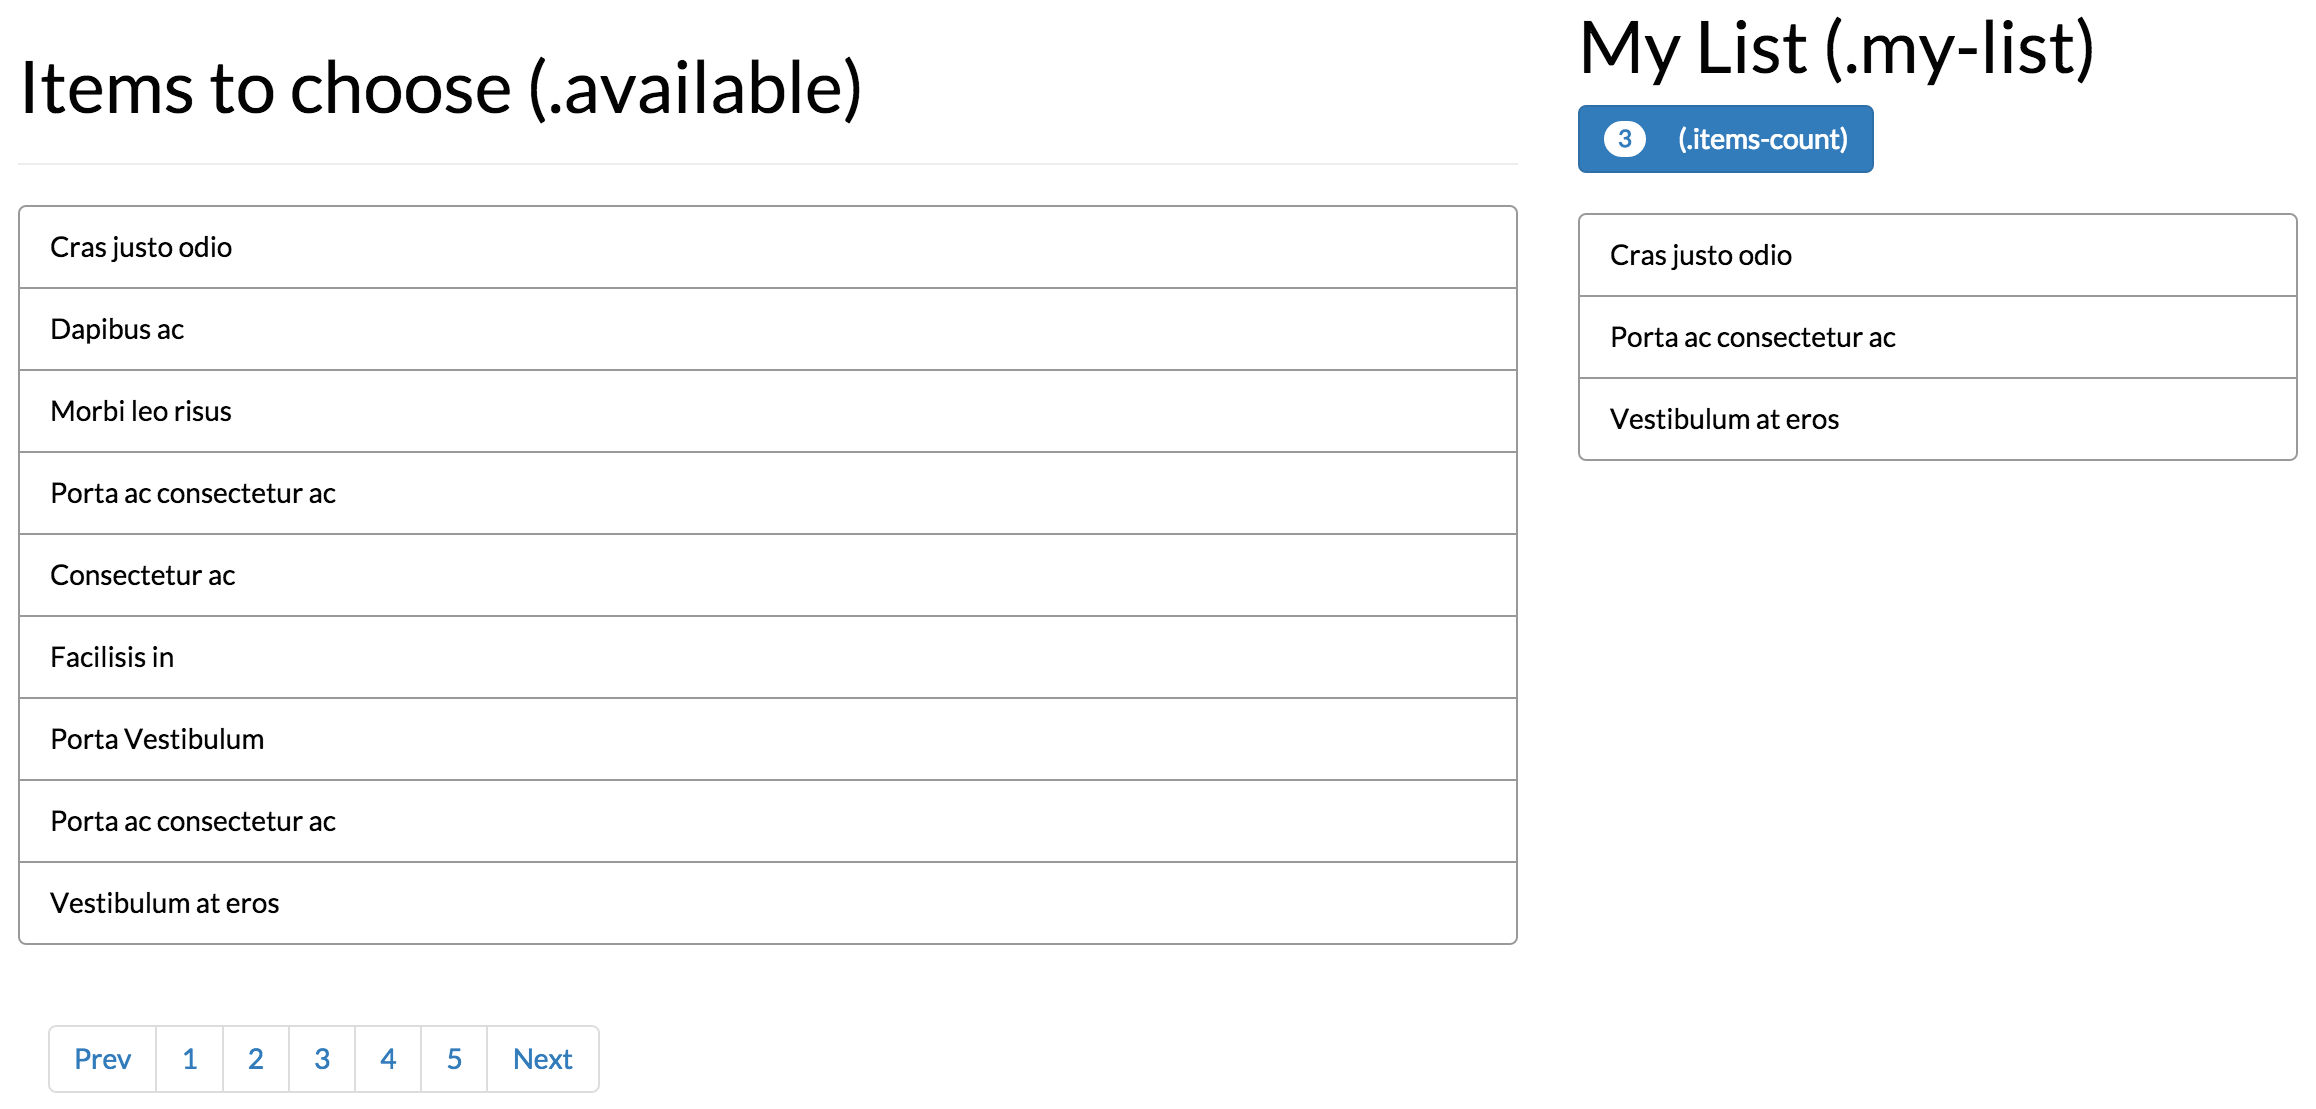 Items to choose (.available)
Cras justo odio
Dapibus ac
Morbi leo risus
Porta ac consectetur ac
Consectetur ac
Facilisis in
Porta Vestibulum
Porta ac consectetur ac
Vestibulum at eros
Prev 1 2 3 4 5 Next
My List (.my-list)
3 (.items-count)
Cras justo odio
Porta ac consectetur ac
Vestibulum at eros